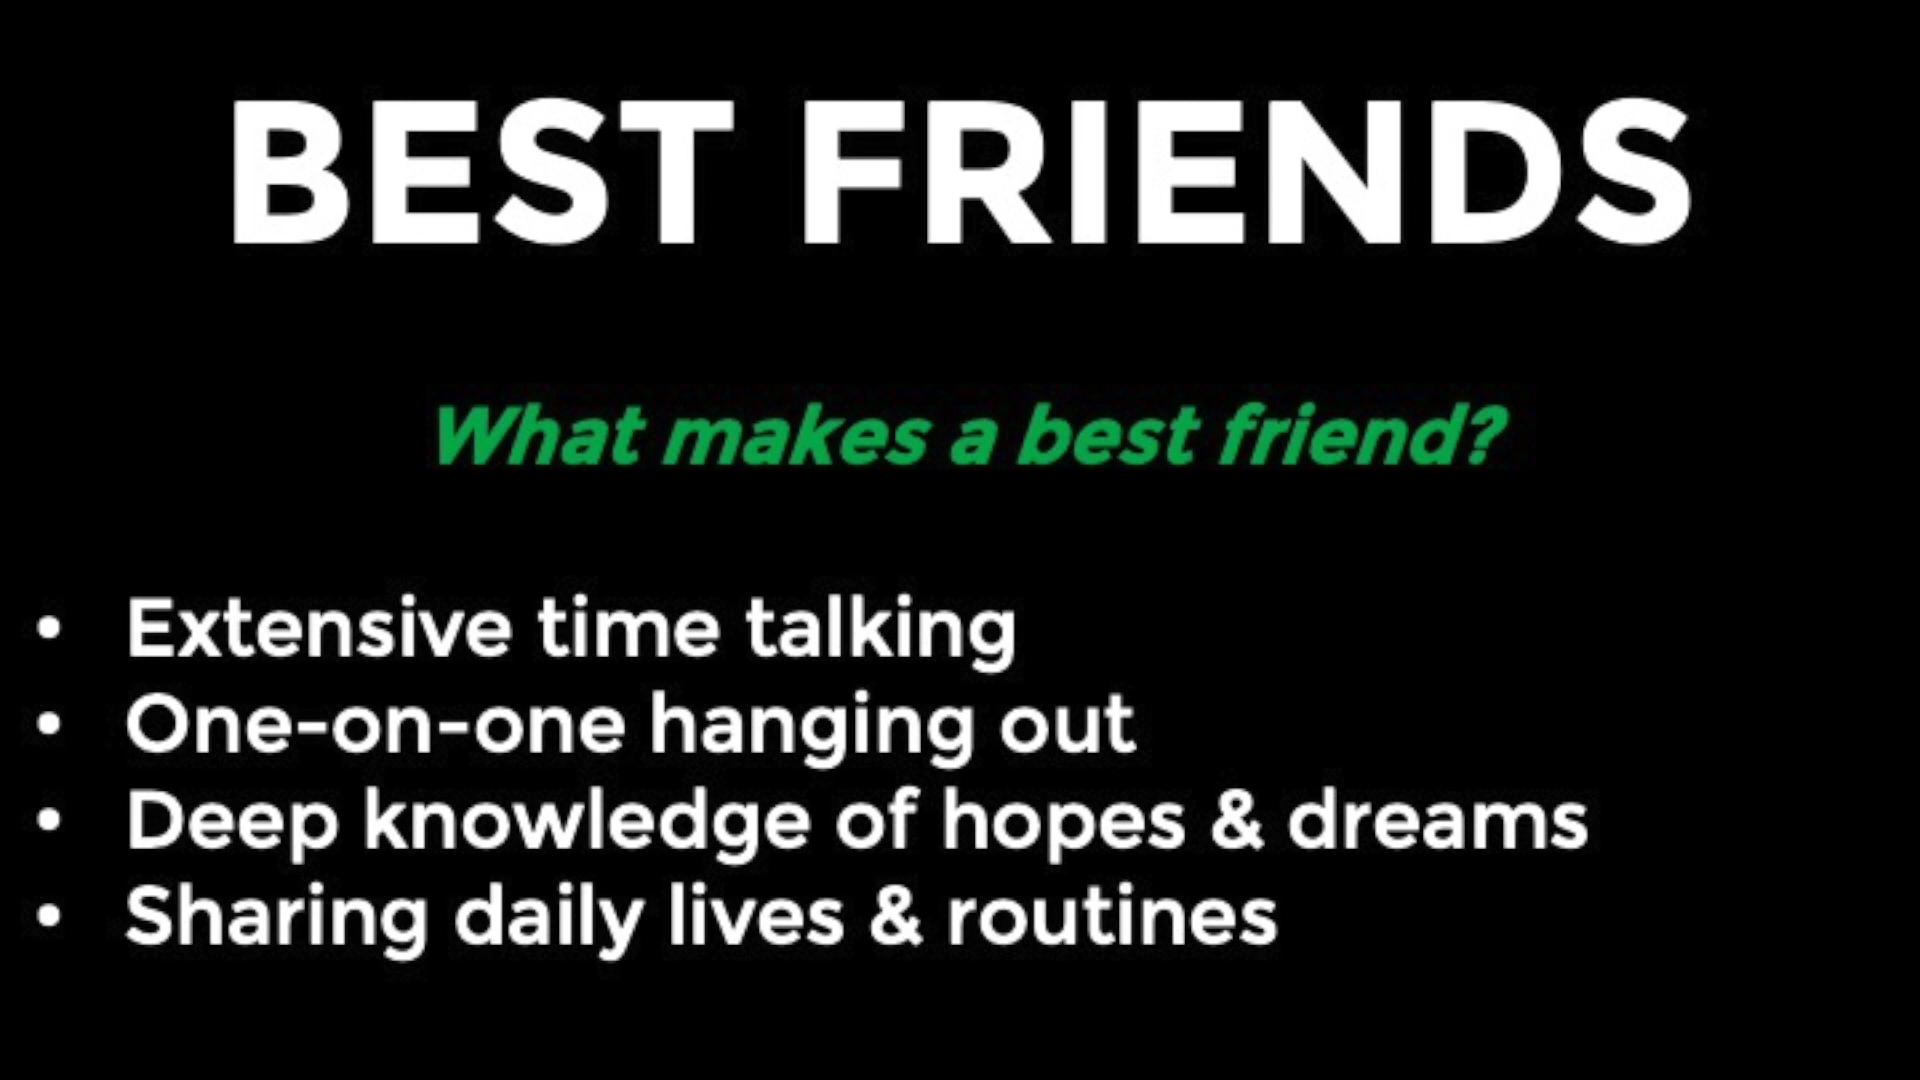 BEST FRIENDS
What makes a best friend?
• Extensive time talking
• One-on-one hanging out
• Deep knowledge of hopes & dreams
• Sharing daily lives & routines